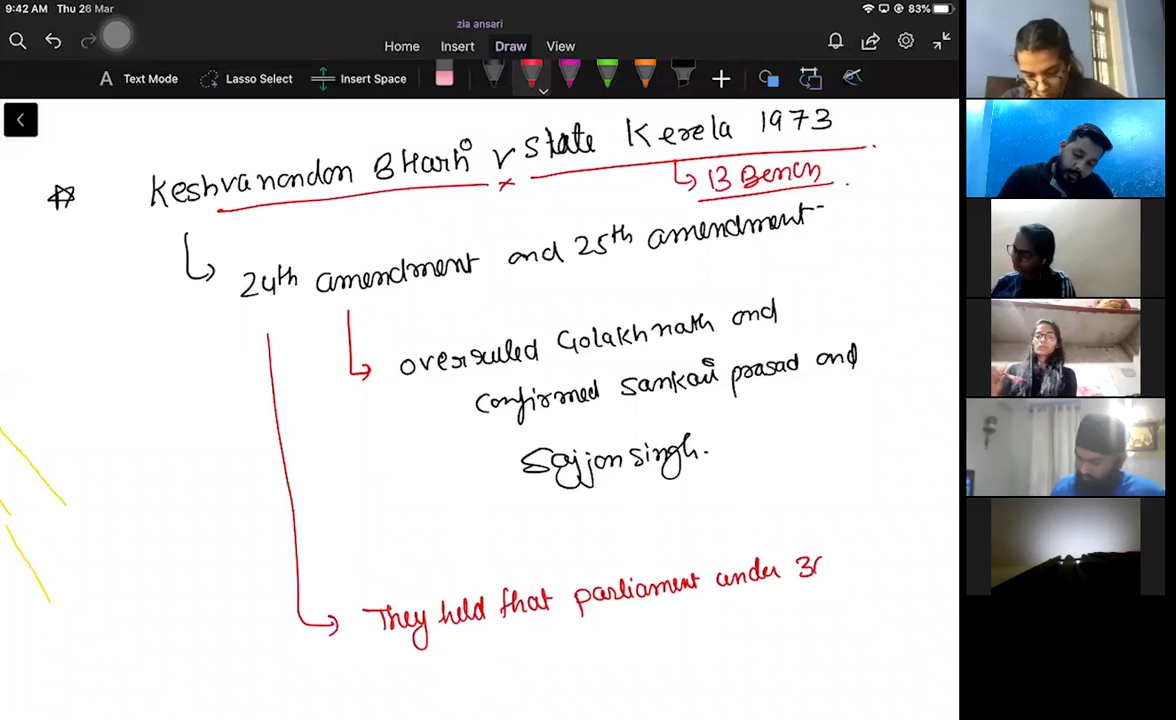 9:42 AM Thu 26 Mar
83%
zia ansari
Home Insert Draw View
Text Mode
Lasso Select
Insert Space
Keshvanandan Bharti v State Kerela 1973
13 Bench
24th amendment and 25th amendment
overruled Golakhnath and
confirmed Sankari prasad and
Sajjan singh.
They held that parliament under 3